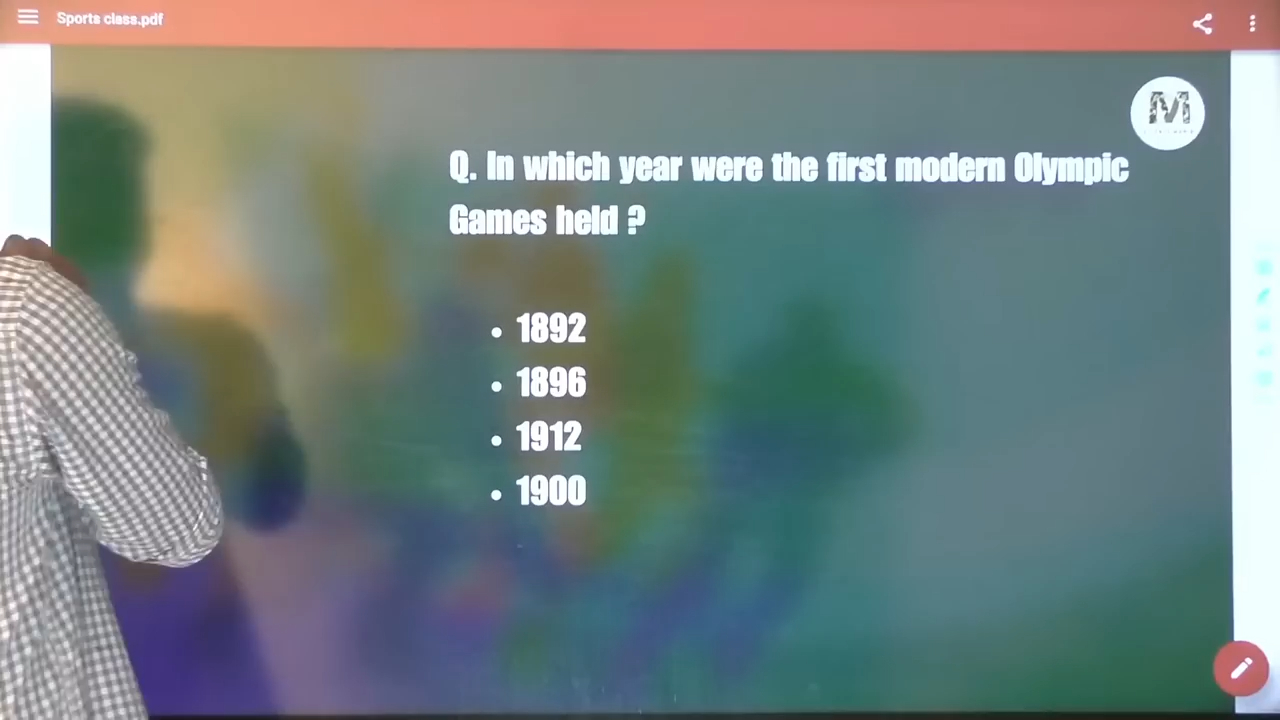 Sports class.pdf
M
Q. In which year were the first modern Olympic
Games held ?
• 1892
• 1896
• 1912
• 1900